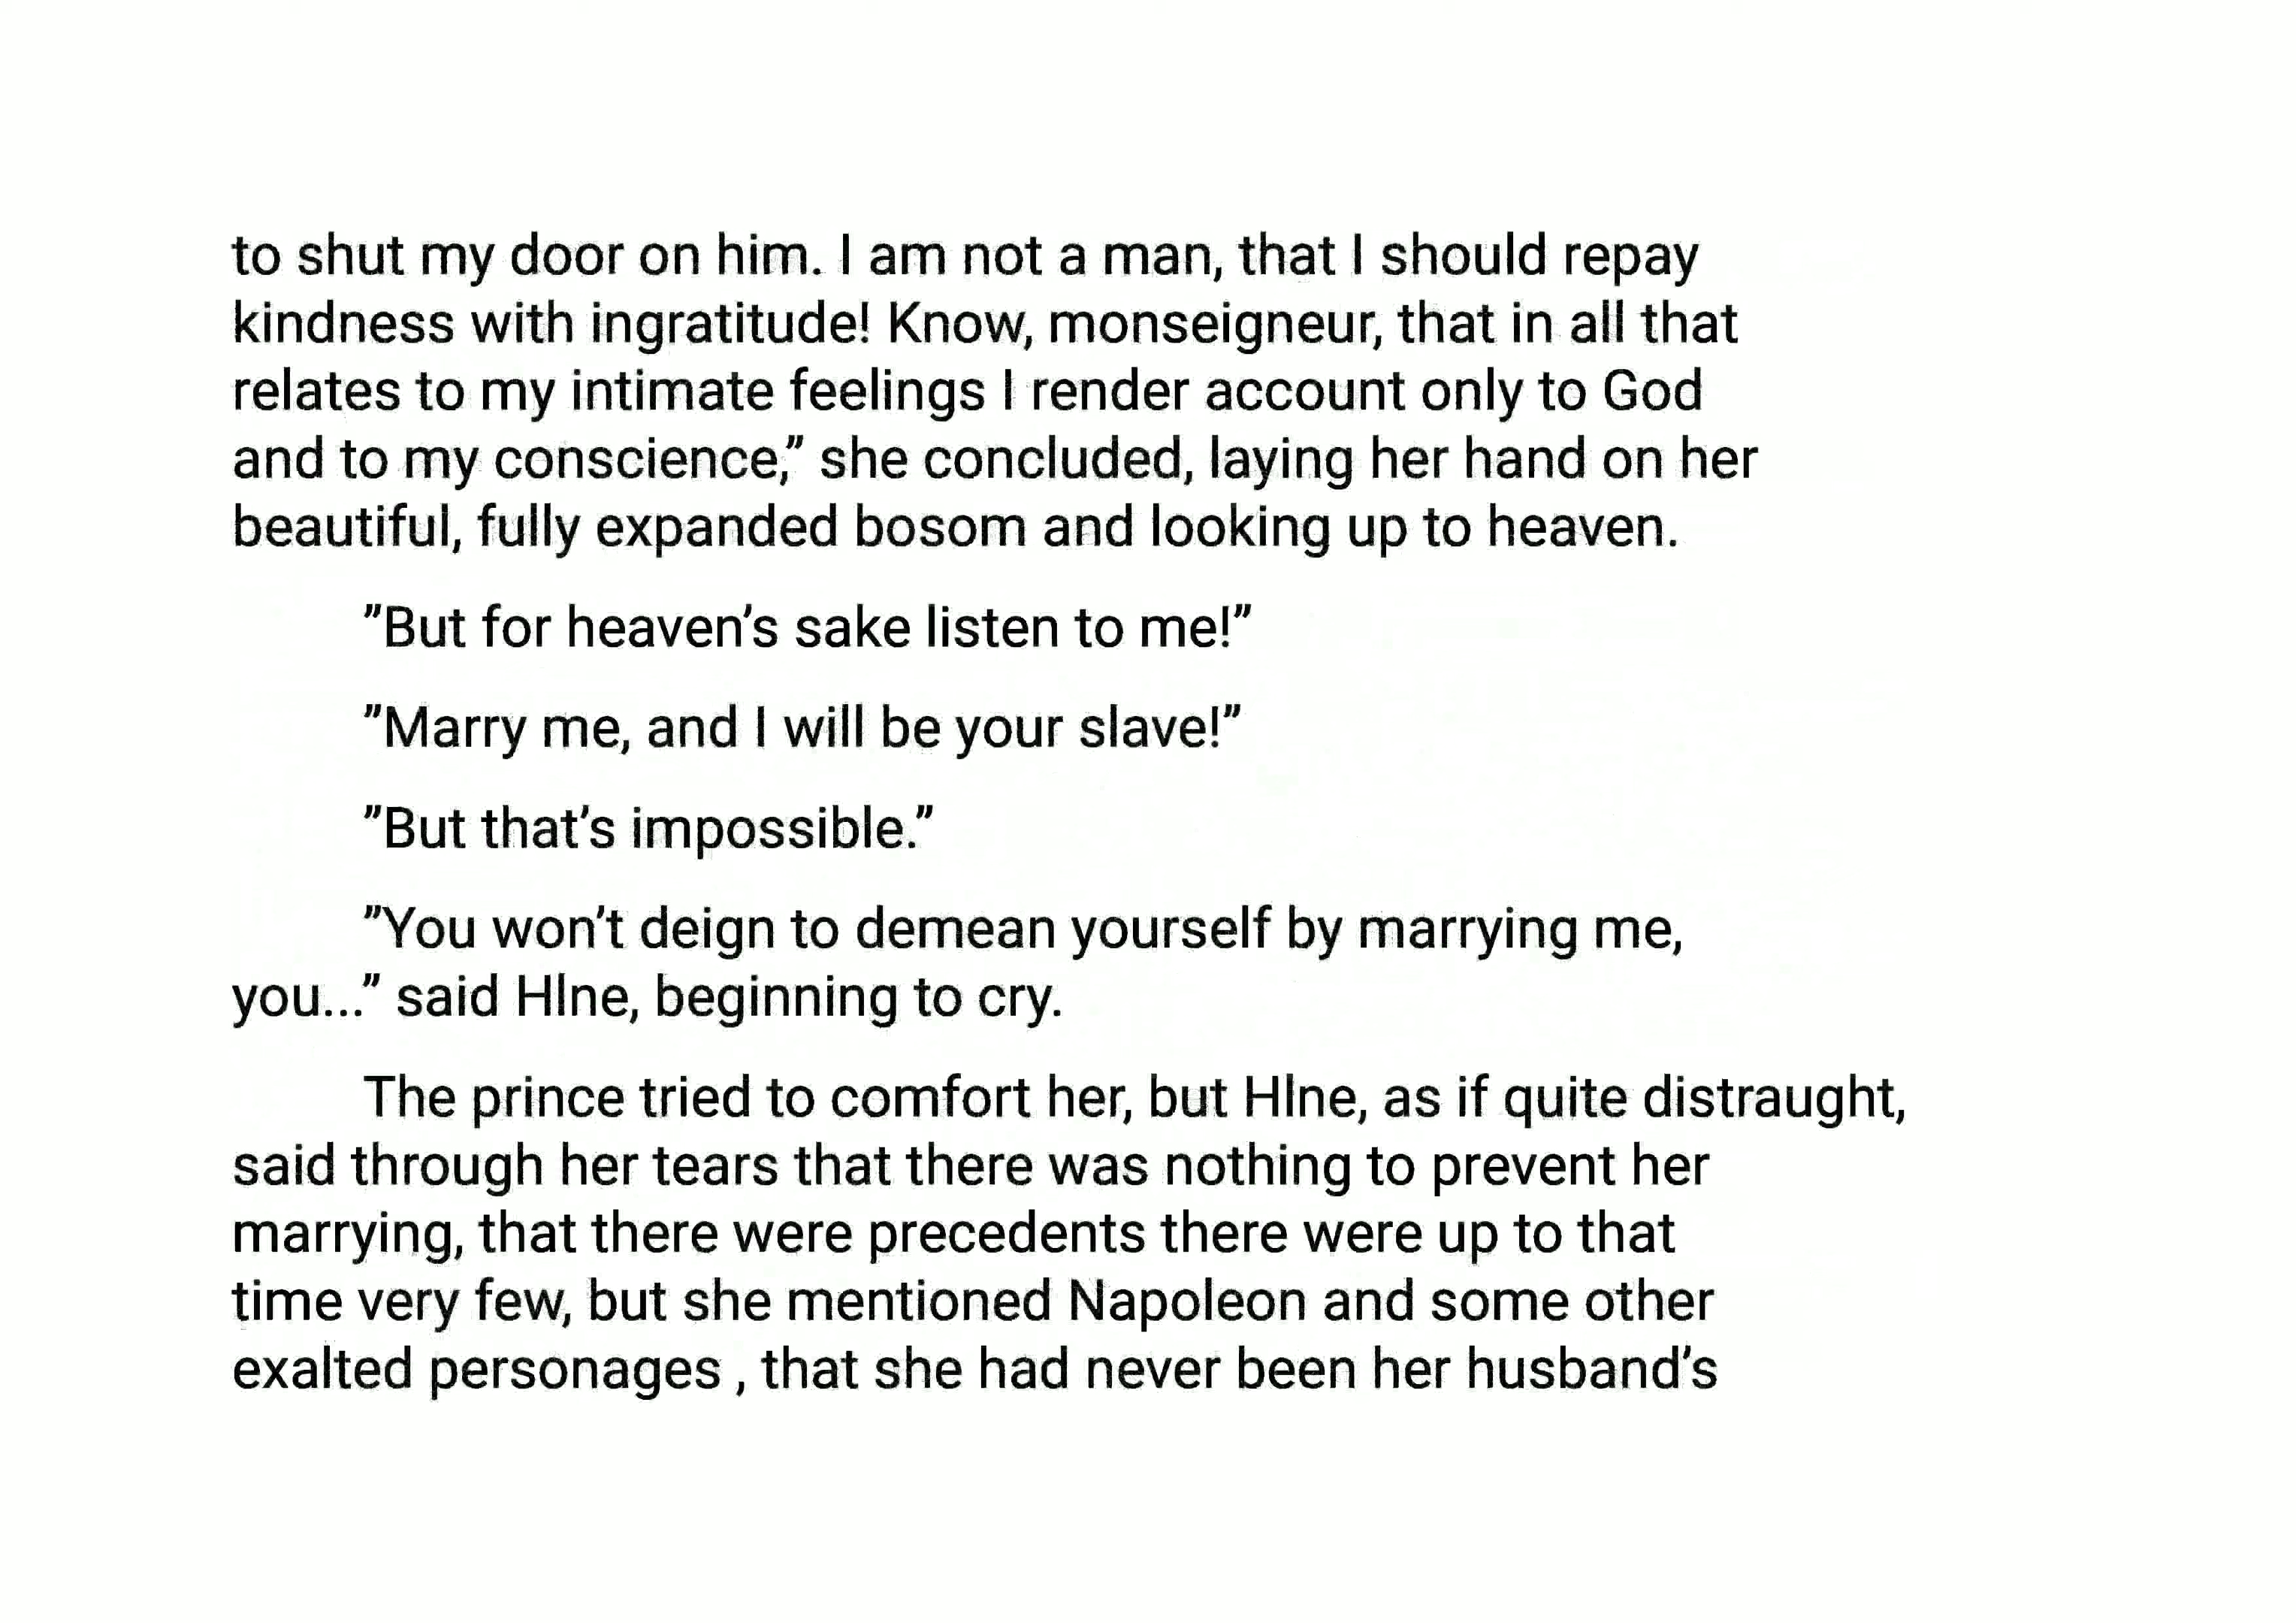 to shut my door on him. I am not a man, that I should repay
kindness with ingratitude! Know, monseigneur, that in all that
relates to my intimate feelings I render account only to God
and to my conscience,” she concluded, laying her hand on her
beautiful, fully expanded bosom and looking up to heaven.
”But for heaven’s sake listen to me!”
”Marry me, and I will be your slave!”
”But that’s impossible.”
”You won’t deign to demean yourself by marrying me,
you...” said Hlne, beginning to cry.
The prince tried to comfort her, but Hlne, as if quite distraught,
said through her tears that there was nothing to prevent her
marrying, that there were precedents there were up to that
time very few, but she mentioned Napoleon and some other
exalted personages , that she had never been her husband’s